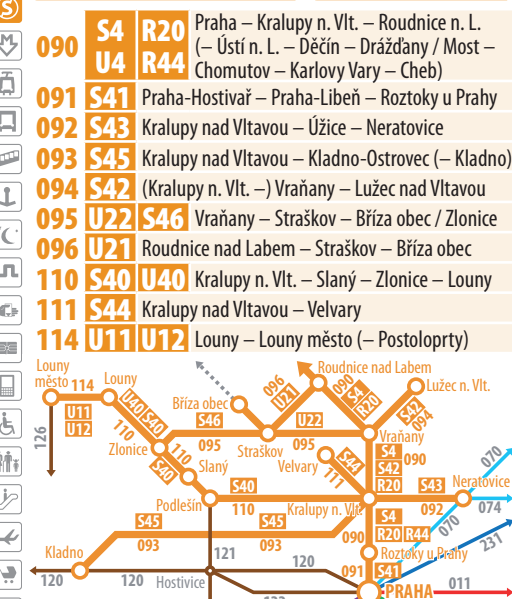 S
090 S4 R20 Praha – Kralupy n. Vlt. – Roudnice n. L.
U4 R44 (– Ústí n. L. – Děčín – Drážďany / Most –
Chomutov – Karlovy Vary – Cheb)
091 S41 Praha-Hostivař – Praha-Libeň – Roztoky u Prahy
092 S43 Kralupy nad Vltavou – Úžice – Neratovice
093 S45 Kralupy nad Vltavou – Kladno-Ostrovec (– Kladno)
094 S42 (Kralupy n. Vlt. –) Vraňany – Lužec nad Vltavou
095 U22 S46 Vraňany – Straškov – Bříza obec / Zlonice
096 U21 Roudnice nad Labem – Straškov – Bříza obec
110 S40 U40 Kralupy n. Vlt. – Slaný – Zlonice – Louny
111 S44 Kralupy nad Vltavou – Velvary
114 U11 U12 Louny – Louny město (– Postoloprty)
Louny
město 114 Louny
Roudnice nad Labem
Lužec n. Vlt.
096 U21
090 S4 R20
U11
U12
U40 S40
110
Bříza obec
S46
U22
S42
094
126
095
095
Vraňany
Zlonice
Straškov
S4
S42 090
R20
110
S40
Slaný
Velvary
S44
111
070
Neratovice
Podlešín
S40
S43
110
Kralupy n. Vlt.
092
074
S45
S45
S4
093
093
090 R20 R44
070
231
Kladno
121
120
Roztoky u Prahy
120
120
Hostivice
091 S41
PRAHA 011